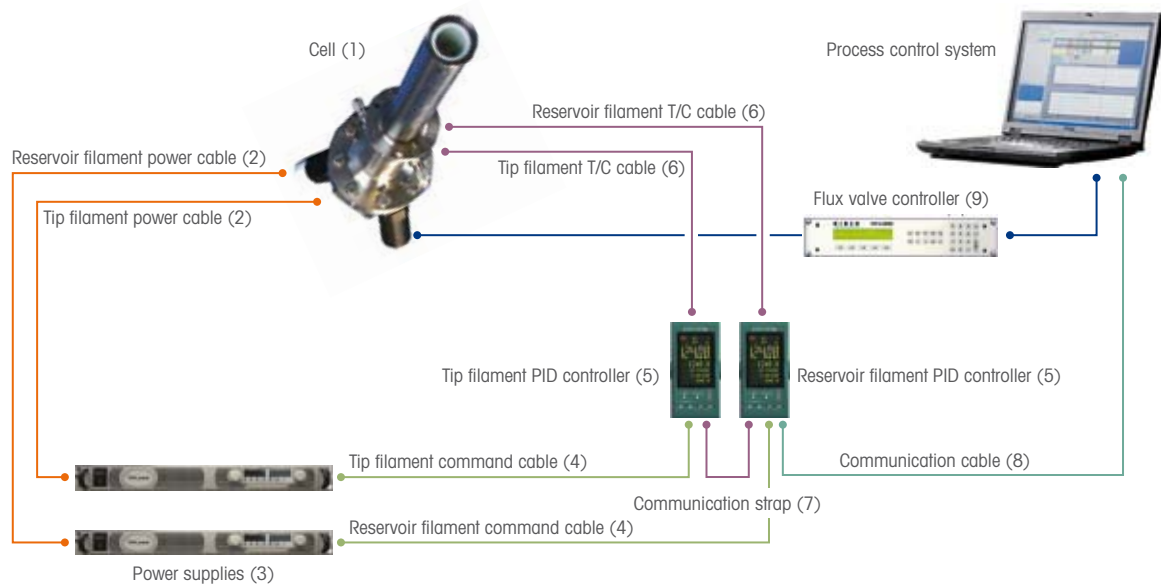 Cell (1)
Process control system
Reservoir filament T/C cable (6)
Reservoir filament power cable (2)
Tip filament T/C cable (6)
Tip filament power cable (2)
Flux valve controller (9)
Tip filament PID controller (5)
Reservoir filament PID controller (5)
Tip filament command cable (4)
Communication cable (8)
Communication strap (7)
Reservoir filament command cable (4)
Power supplies (3)